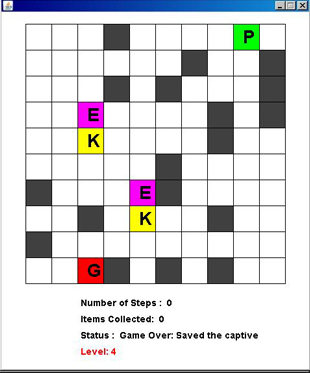 P
E
K
E
K
G
Number of Steps : 0
Items Collected: 0
Status : Game Over: Saved the captive
Level: 4